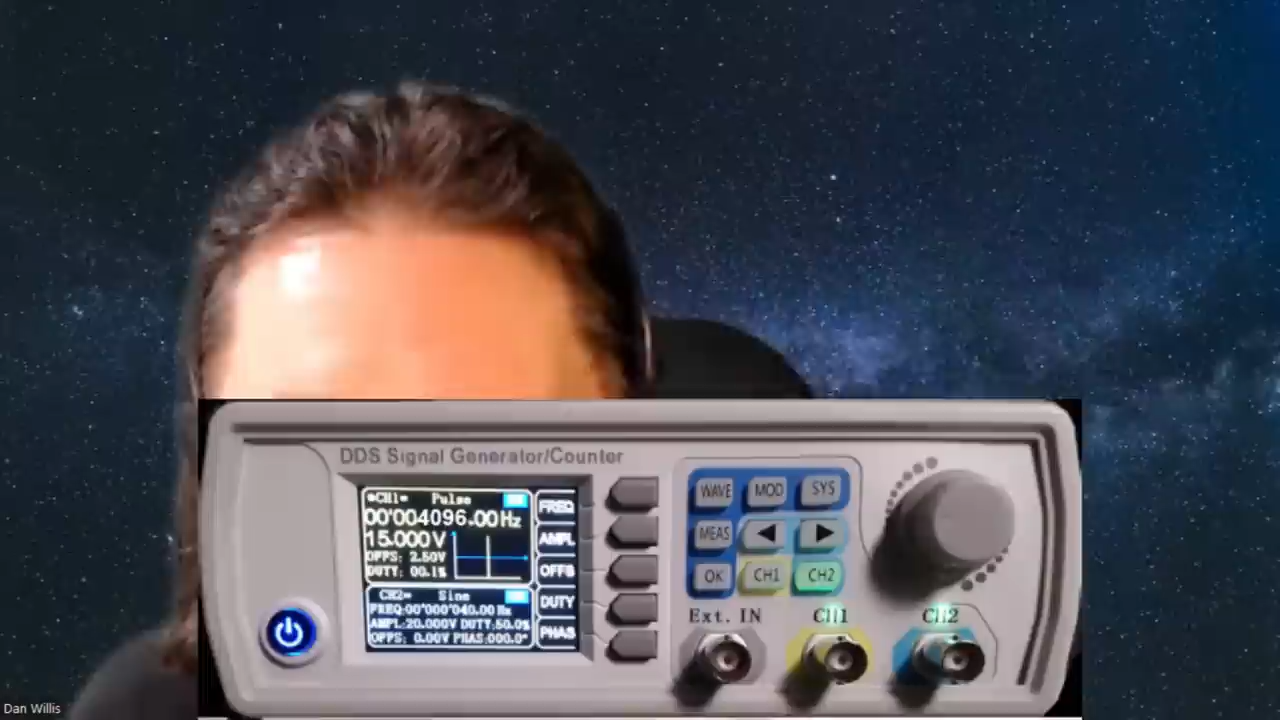 DDS Signal Generator/Counter
CH1= Pulse
00'004096.00Hz
15.000V
OFFS: 2.50V
DUTY: 00.1%
CH2= Sine
FREQ:00'000'040.00 Hz
AMPL:20.000V DUTY:50.0%
OFFS: 0.00V PHAS:000.0°
FREQ
AMPL
OFFS
DUTY
PHAS
WAVE MOD SYS
MEAS
OK CH1 CH2
Ext. IN CH1 CH2
Dan Willis